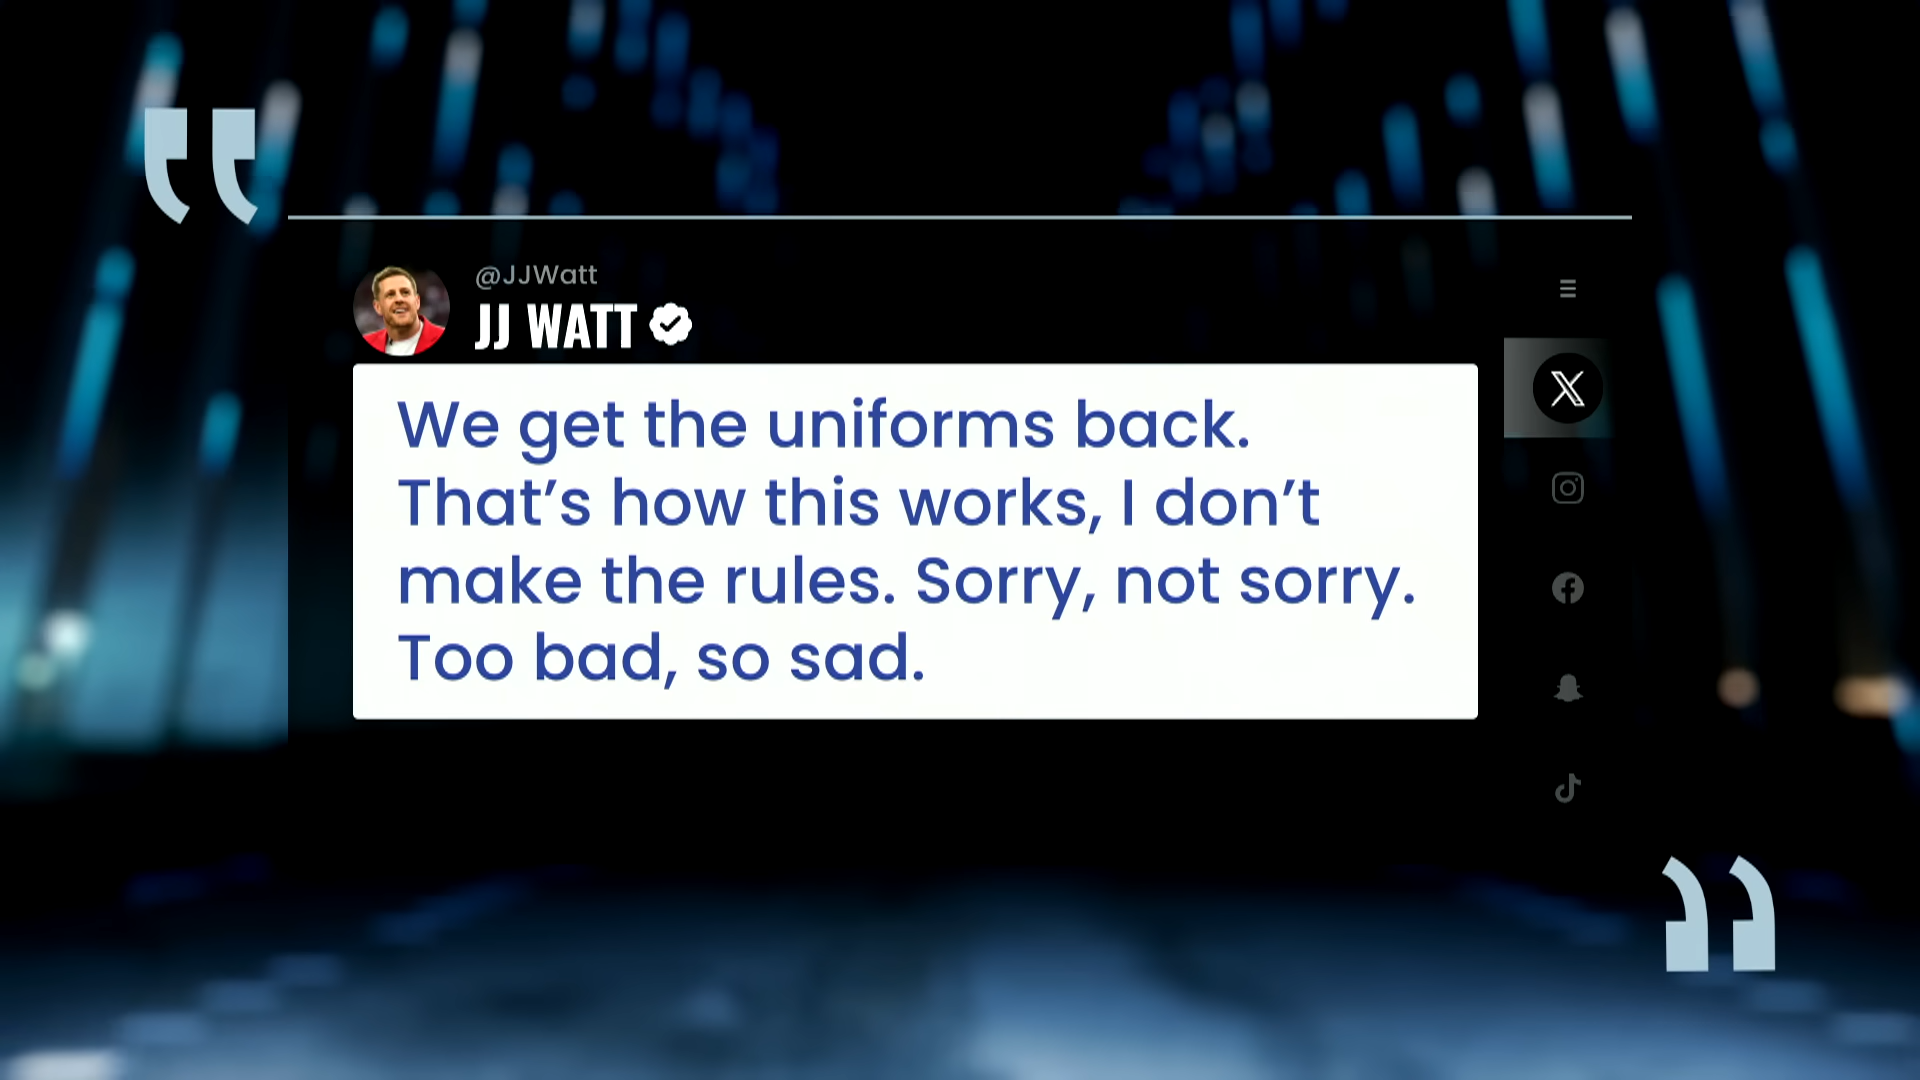 @JJWatt
JJ WATT
We get the uniforms back.
That’s how this works, I don’t
make the rules. Sorry, not sorry.
Too bad, so sad.